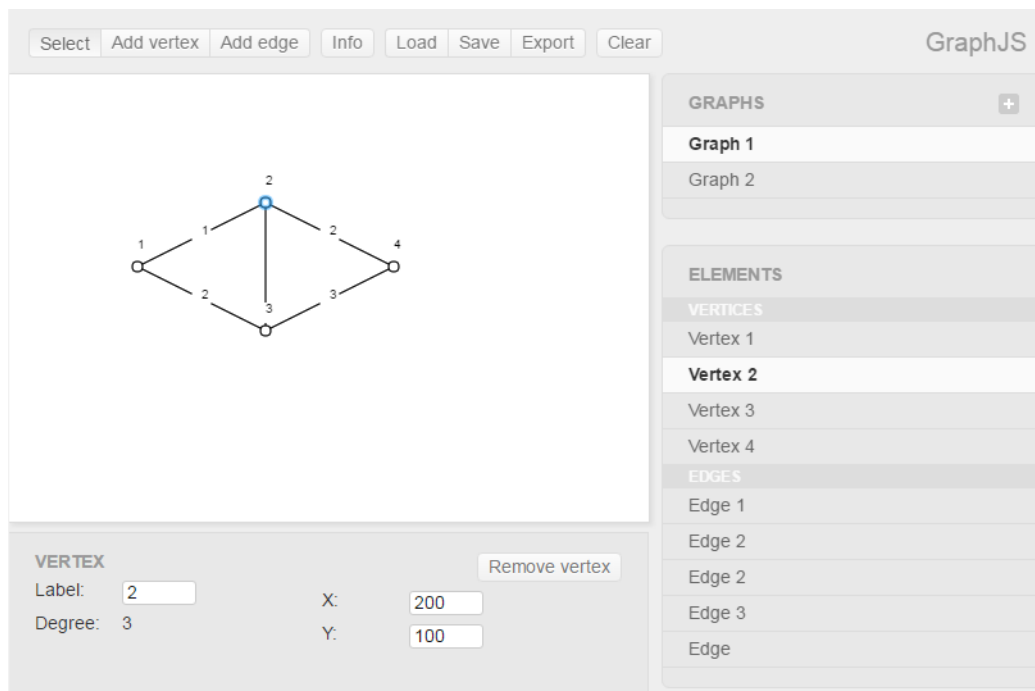 Select Add vertex Add edge Info Load Save Export Clear GraphJS
GRAPHS +
Graph 1
Graph 2
2
1 2
1 4
2 3 3
ELEMENTS
VERTICES
Vertex 1
Vertex 2
Vertex 3
Vertex 4
EDGES
Edge 1
Edge 2
Edge 2
Edge 3
Edge
VERTEX Remove vertex
Label: 2 X: 200
Degree: 3 Y: 100